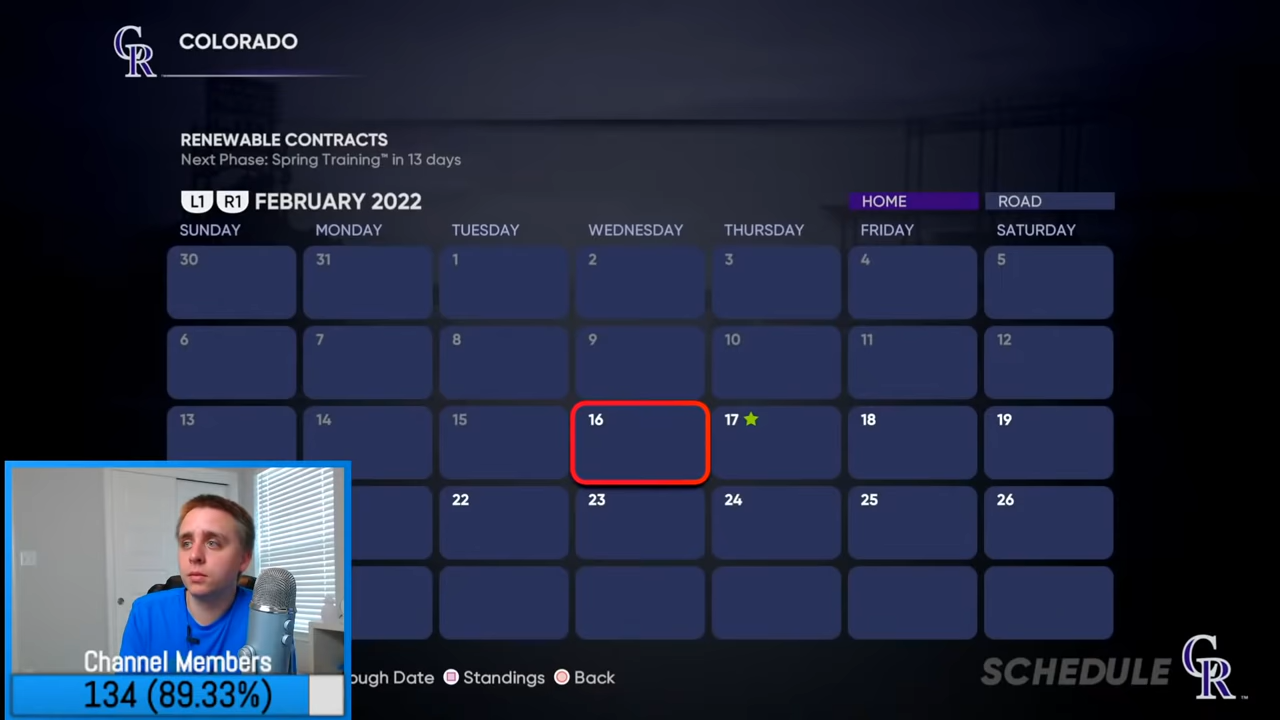 CR COLORADO
RENEWABLE CONTRACTS
Next Phase: Spring Training™ in 13 days
L1 R1 FEBRUARY 2022
HOME ROAD
SUNDAY MONDAY TUESDAY WEDNESDAY THURSDAY FRIDAY SATURDAY
30 31 1 2 3 4 5
6 7 8 9 10 11 12
13 14 15 16 17 18 19
22 23 24 25 26
Channel Members
134 (89.33%)
ough Date Standings Back
SCHEDULE CR